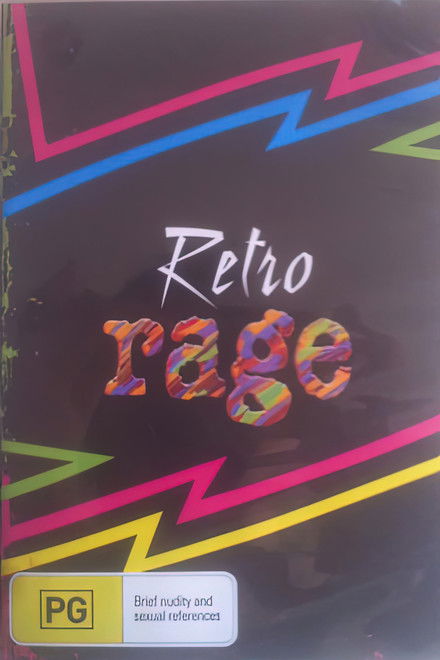 Retro
rage
PG
Brief nudity and
sexual references